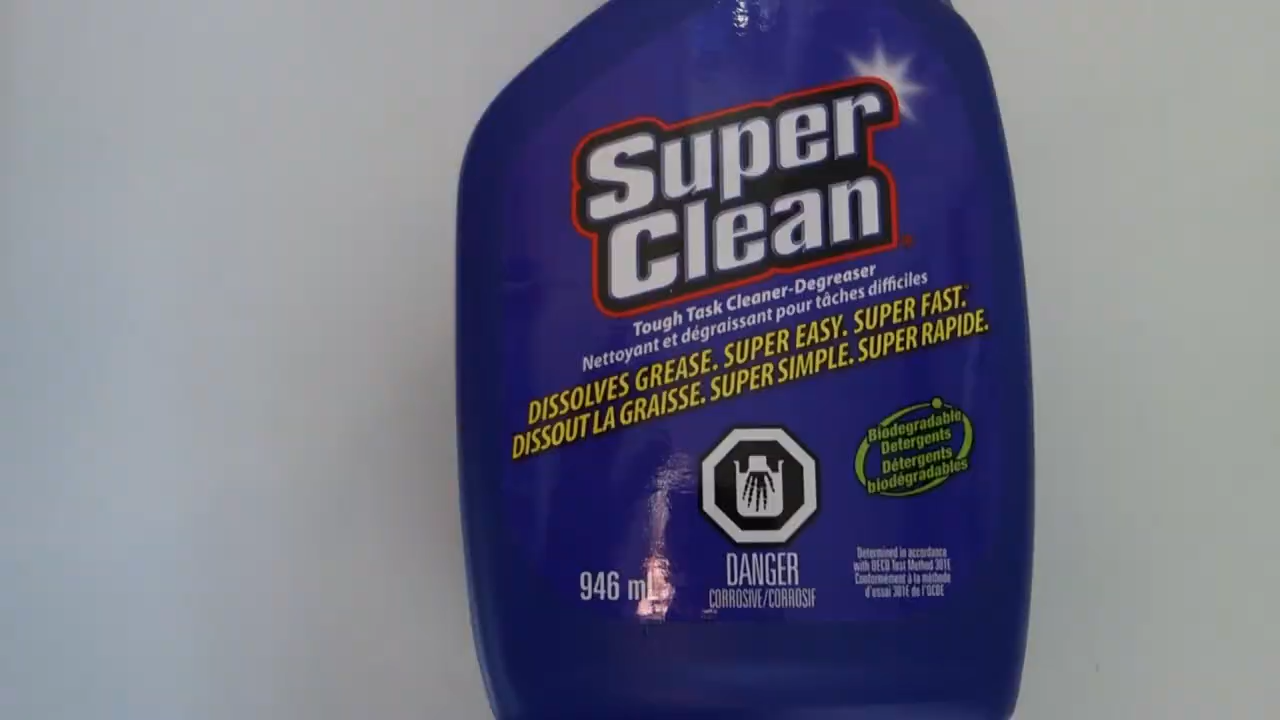 Super
Clean
Tough Task Cleaner-Degreaser
Nettoyant et dégraissant pour tâches difficiles
DISSOLVES GREASE. SUPER EASY. SUPER FAST.
DISSOUT LA GRAISSE. SUPER SIMPLE. SUPER RAPIDE.
Biodegradable
Detergents
Détergents
biodégradables
946 mL
DANGER
CORROSIVE/CORROSIF
Determined in accordance
with OECD Test Method 301E
Conformément à la méthode
d'essai 301E de l'OCDE